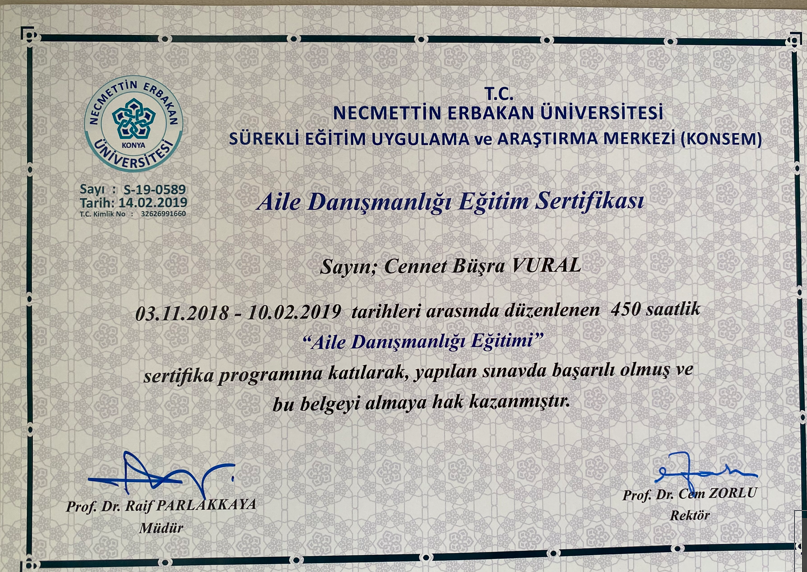 NECMETTİN ERBAKAN
KONYA
ÜNİVERSİTESİ
T.C.
NECMETTİN ERBAKAN ÜNİVERSİTESİ
SÜREKLİ EĞİTİM UYGULAMA ve ARAŞTIRMA MERKEZİ (KONSEM)
Sayı : S-19-0589
Tarih: 14.02.2019
T.C. Kimlik No : 32626991660
Aile Danışmanlığı Eğitim Sertifikası
Sayın; Cennet Büşra VURAL
03.11.2018 - 10.02.2019 tarihleri arasında düzenlenen 450 saatlik
“Aile Danışmanlığı Eğitimi”
sertifika programına katılarak, yapılan sınavda başarılı olmuş ve
bu belgeyi almaya hak kazanmıştır.
Prof. Dr. Raif PARLAKKAYA
Müdür
Prof. Dr. Cem ZORLU
Rektör